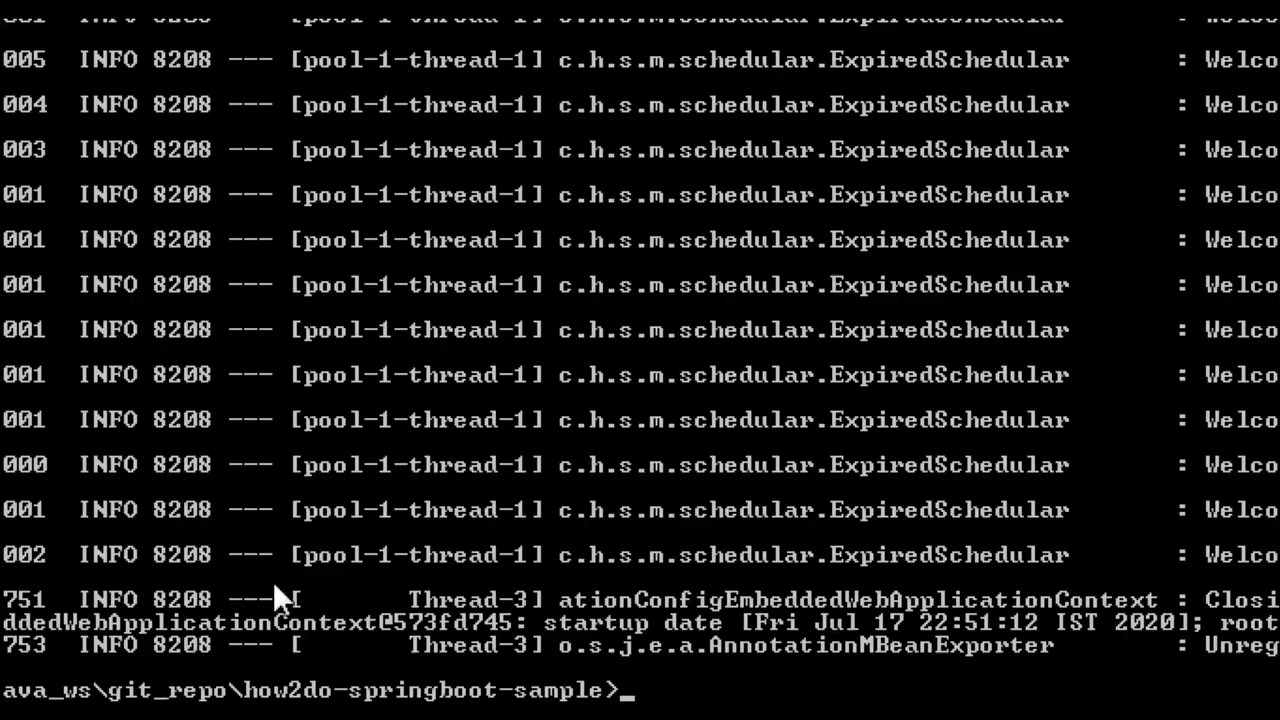 005 INFO 8208 --- [pool-1-thread-1] c.h.s.m.schedular.ExpiredSchedular : Welco
004 INFO 8208 --- [pool-1-thread-1] c.h.s.m.schedular.ExpiredSchedular : Welco
003 INFO 8208 --- [pool-1-thread-1] c.h.s.m.schedular.ExpiredSchedular : Welco
001 INFO 8208 --- [pool-1-thread-1] c.h.s.m.schedular.ExpiredSchedular : Welco
001 INFO 8208 --- [pool-1-thread-1] c.h.s.m.schedular.ExpiredSchedular : Welco
001 INFO 8208 --- [pool-1-thread-1] c.h.s.m.schedular.ExpiredSchedular : Welco
001 INFO 8208 --- [pool-1-thread-1] c.h.s.m.schedular.ExpiredSchedular : Welco
001 INFO 8208 --- [pool-1-thread-1] c.h.s.m.schedular.ExpiredSchedular : Welco
001 INFO 8208 --- [pool-1-thread-1] c.h.s.m.schedular.ExpiredSchedular : Welco
000 INFO 8208 --- [pool-1-thread-1] c.h.s.m.schedular.ExpiredSchedular : Welco
001 INFO 8208 --- [pool-1-thread-1] c.h.s.m.schedular.ExpiredSchedular : Welco
002 INFO 8208 --- [pool-1-thread-1] c.h.s.m.schedular.ExpiredSchedular : Welco
751 INFO 8208 --- [ Thread-3] ationConfigEmbeddedWebApplicationContext : Closi
ddedWebApplicationContext@573fd745: startup date [Fri Jul 17 22:51:12 IST 2020]; root
753 INFO 8208 --- [ Thread-3] o.s.j.e.a.AnnotationMBeanExporter : Unreg
ava_ws\git_repo\how2do-springboot-sample>_